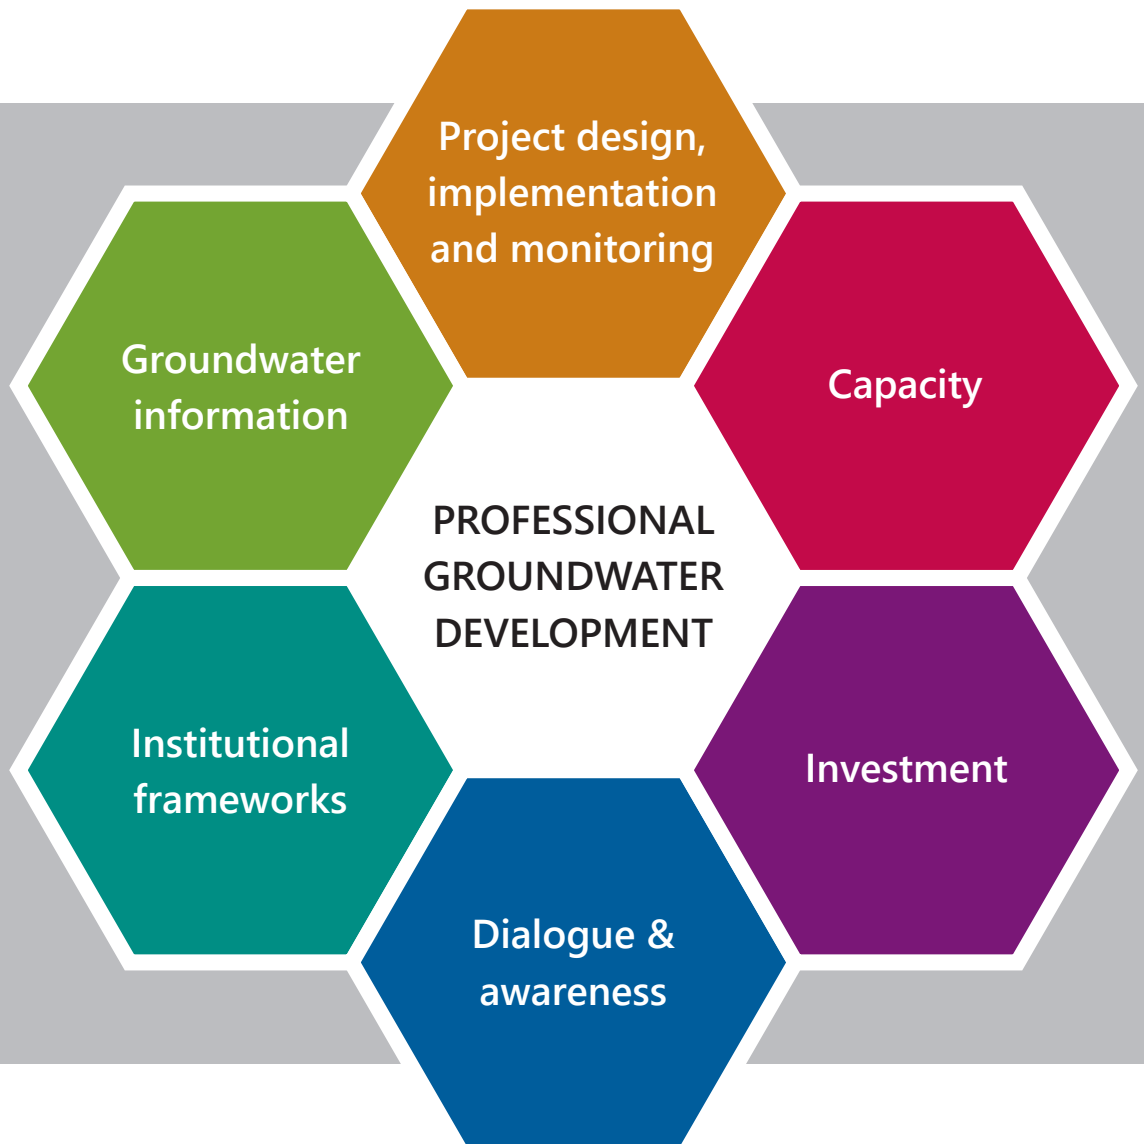 Project design,
implementation
and monitoring
Groundwater
information
Capacity
PROFESSIONAL
GROUNDWATER
DEVELOPMENT
Institutional
frameworks
Investment
Dialogue &
awareness